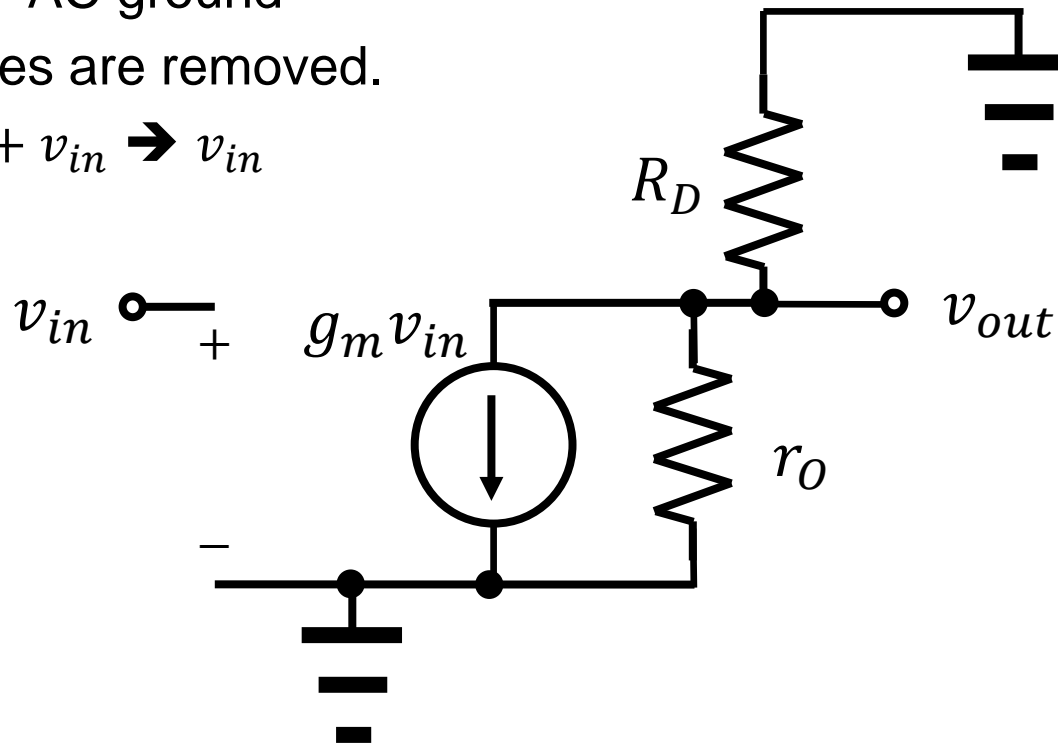 AC ground
es are removed.
+ v_in ➔ v_in
R_D
v_in
+
g_m v_in
v_out
r_O
−